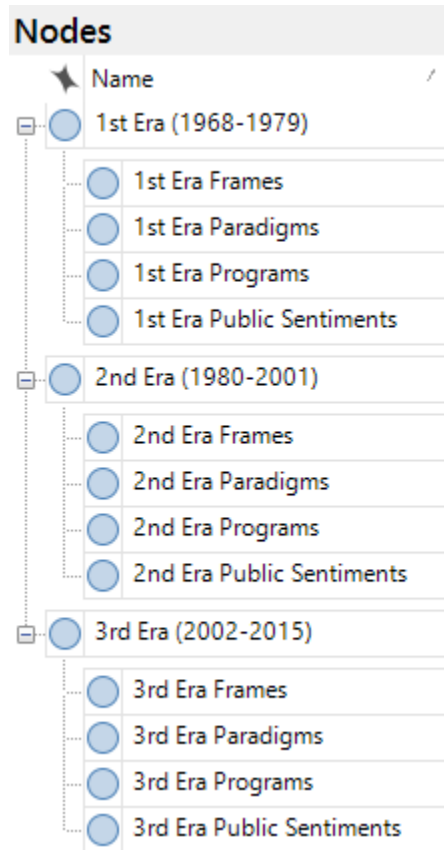 Nodes
Name
1st Era (1968-1979)
1st Era Frames
1st Era Paradigms
1st Era Programs
1st Era Public Sentiments
2nd Era (1980-2001)
2nd Era Frames
2nd Era Paradigms
2nd Era Programs
2nd Era Public Sentiments
3rd Era (2002-2015)
3rd Era Frames
3rd Era Paradigms
3rd Era Programs
3rd Era Public Sentiments